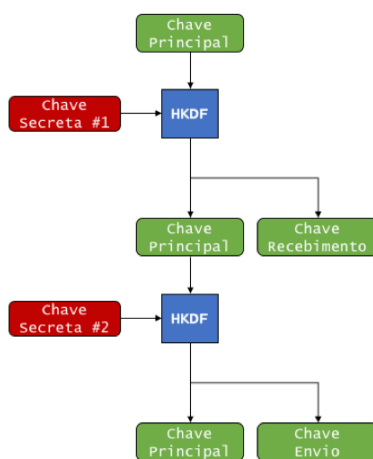 Chave
Principal
HKDF
Chave
Secreta #1
Chave
Principal
Chave
Recebimento
HKDF
Chave
Secreta #2
Chave
Principal
Chave
Envio